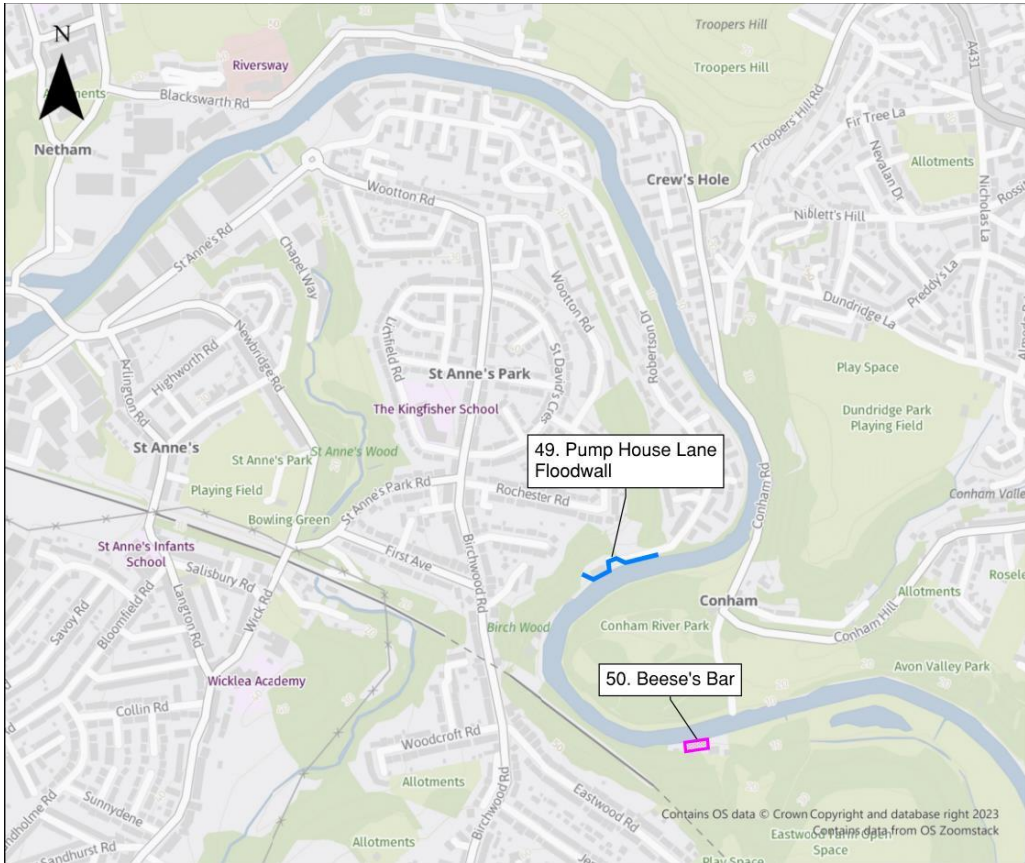 N
Riversway
Blackswarth Rd
Netham
Troopers Hill
Troopers Hill
Troopers' Hill Rd
A431
Fir Tree La
Nevalan Dr
Allotments
Nicholas La
Crew's Hole
Niblett's Hill
Preddy's La
Dundridge La
Wootton Rd
St Anne's Rd
Chapel Way
Newbridge Rd
Highworth Rd
Arlington Rd
Lichfield Rd
Wootton Rd
Robertson Dr
St David's Cres
St Anne's Park
The Kingfisher School
Play Space
Dundridge Park
Playing Field
St Anne's
St Anne's Park
St Anne's Wood
Playing Field
Bowling Green
St Anne's Park Rd
49. Pump House Lane
Floodwall
Rochester Rd
Conham Rd
St Anne's Infants
School
Salisbury Rd
First Ave
Birchwood Rd
Savoy Rd
Bloomfield Rd
Langton Rd
Wick Rd
Birch Wood
Conham
Conham River Park
Conham Hill
Allotments
Avon Valley Park
50. Beese's Bar
Wicklea Academy
Collin Rd
Woodcroft Rd
Allotments
Birchwood Rd
Eastwood Rd
Sunnydene
Sandhurst Rd
Allotments
Play Space
Contains OS data © Crown Copyright and database right 2023
Contains data from OS Zoomstack
Eastwood Farm Open
Space